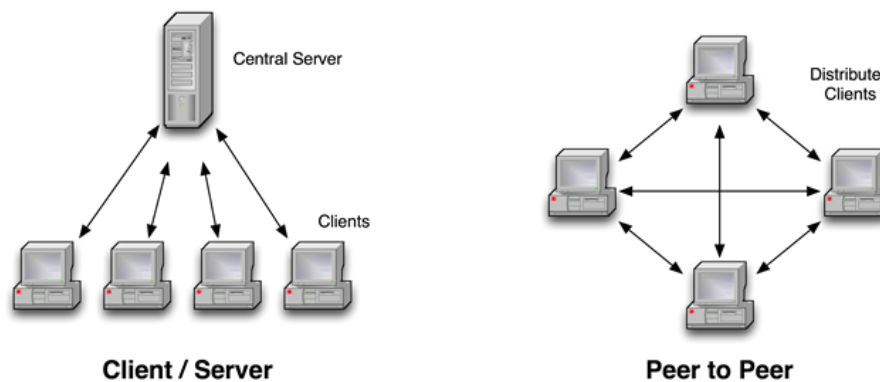 Central Server
Clients
Client / Server
Distribute
Clients
Peer to Peer